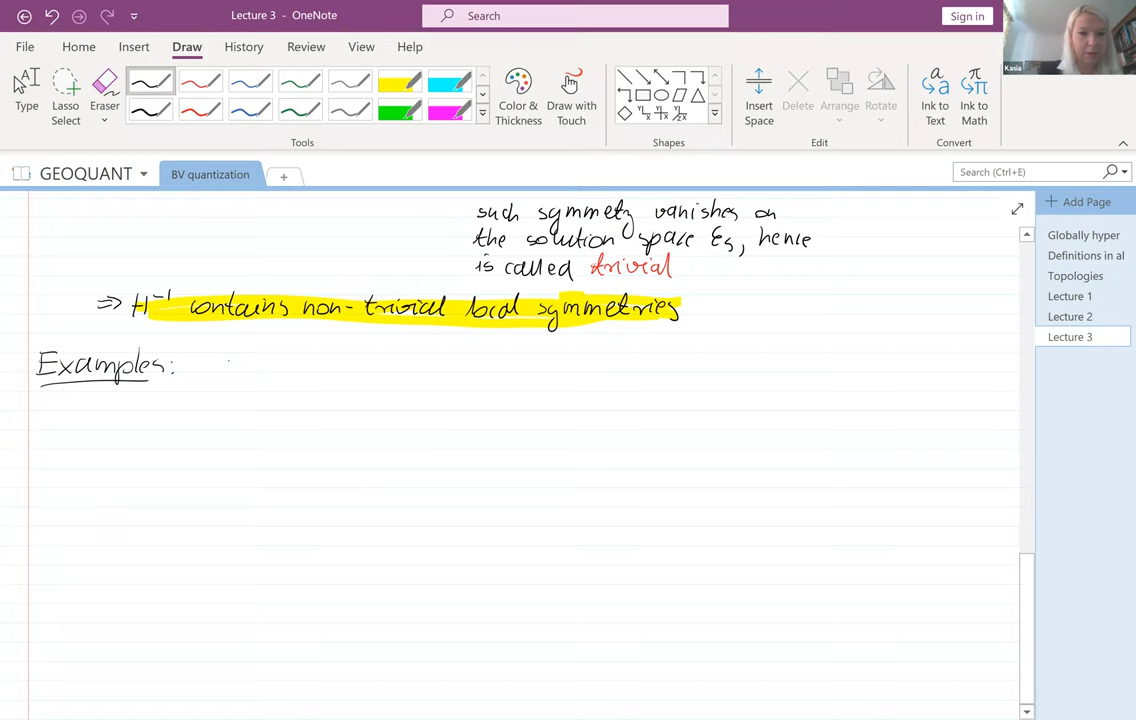 Lecture 3 - OneNote
Search
Sign in
File Home Insert Draw History Review View Help
Kasia
Type
Lasso Select
Eraser
Color & Thickness
Draw with Touch
Insert Space
Delete
Arrange
Rotate
Ink to Text
Ink to Math
Tools
Shapes
Edit
Convert
GEOQUANT
BV quantization
Search (Ctrl+E)
Add Page
Globally hyper
Definitions in al
Topologies
Lecture 1
Lecture 2
Lecture 3
such symmetry vanishes on
the solution space Es, hence
is called trivial
⇒ H⁻¹ contains non-trivial local symmetries
Examples: